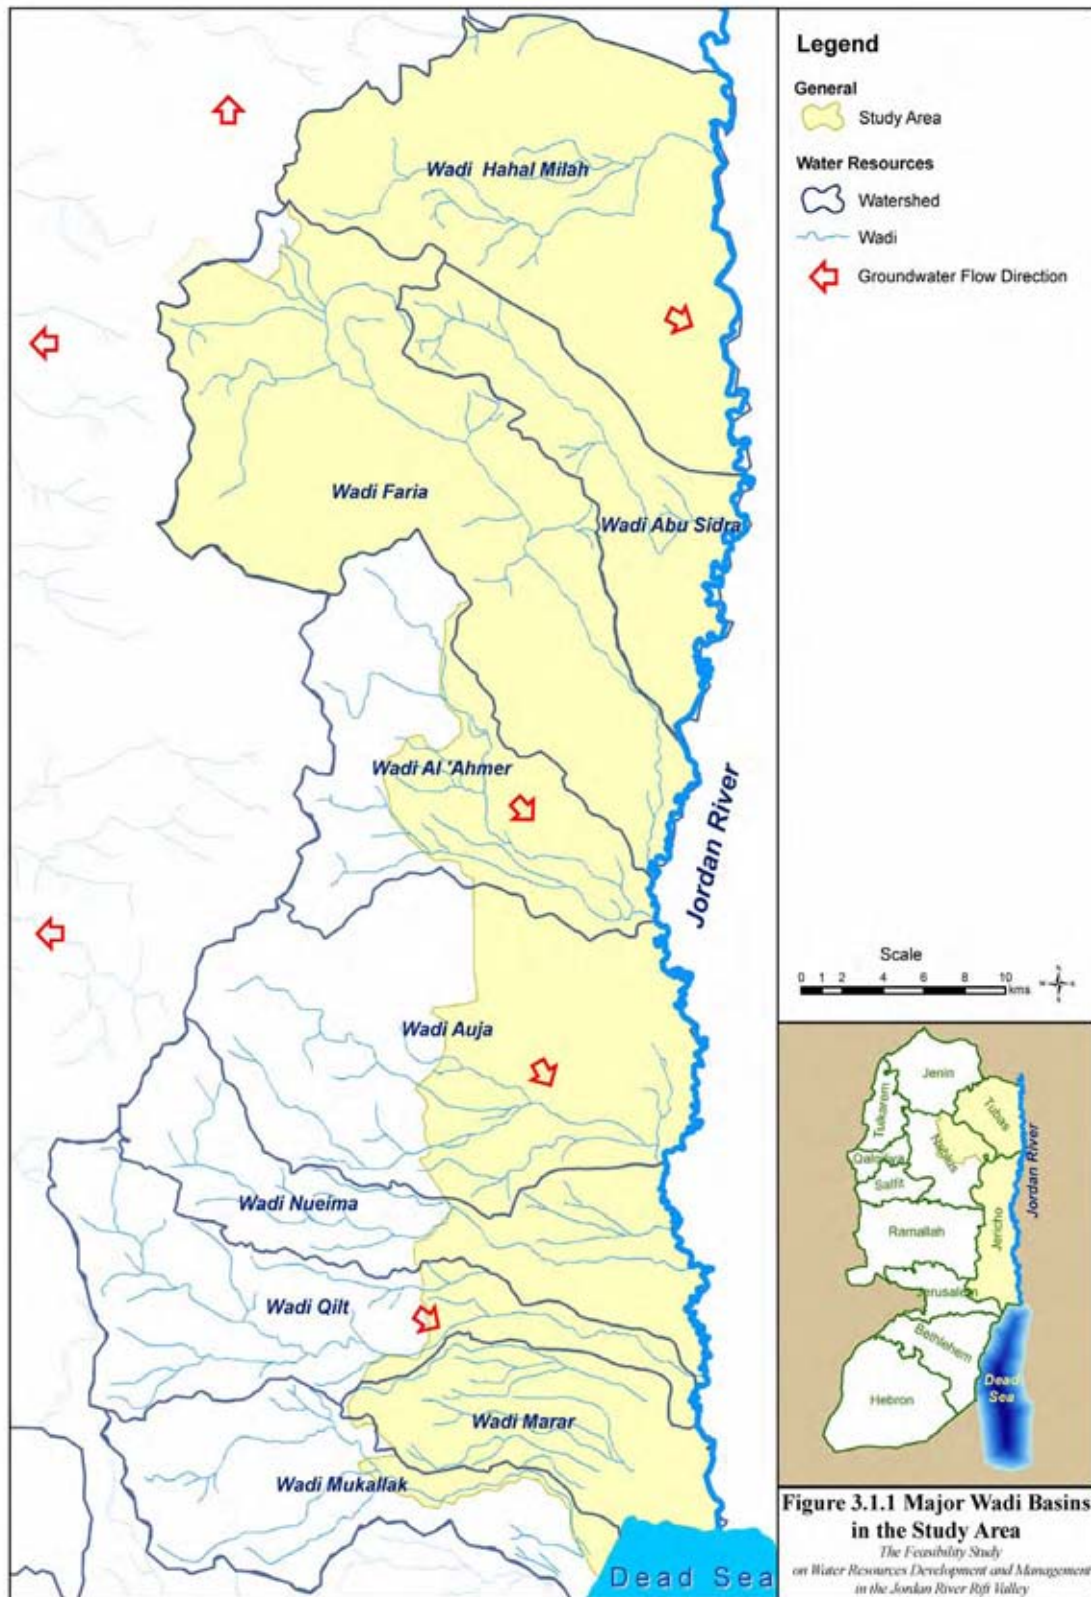 Legend
General
Study Area
Water Resources
Watershed
Wadi
Groundwater Flow Direction
Wadi Hahal Milah
Wadi Faria
Wadi Abu Sidra
Wadi Al 'Ahmer
Jordan River
Wadi Auja
Wadi Nueima
Wadi Qilt
Wadi Marar
Wadi Mukallak
Dead Sea
Scale
0 1 2 4 6 8 10
kms
Jenin
Tulkarem
Tubas
Nablus
Salfit
Ramallah
Jericho
Jordan River
Jerusalem
Bethlehem
Hebron
Dead
Sea
Figure 3.1.1 Major Wadi Basins
in the Study Area
The Feasibility Study
on Water Resources Development and Management
in the Jordan River Rift Valley